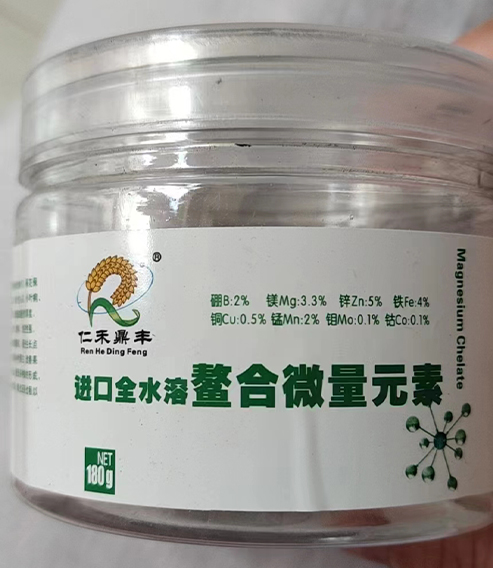 ®
仁禾鼎丰
Ren He Ding Feng
硼B:2% 镁Mg:3.3% 锌Zn:5% 铁Fe:4%
铜Cu:0.5% 锰Mn:2% 钼Mo:0.1% 钴Co:0.1%
进口全水溶螯合微量元素
NET
180g
Magnesium Chelate